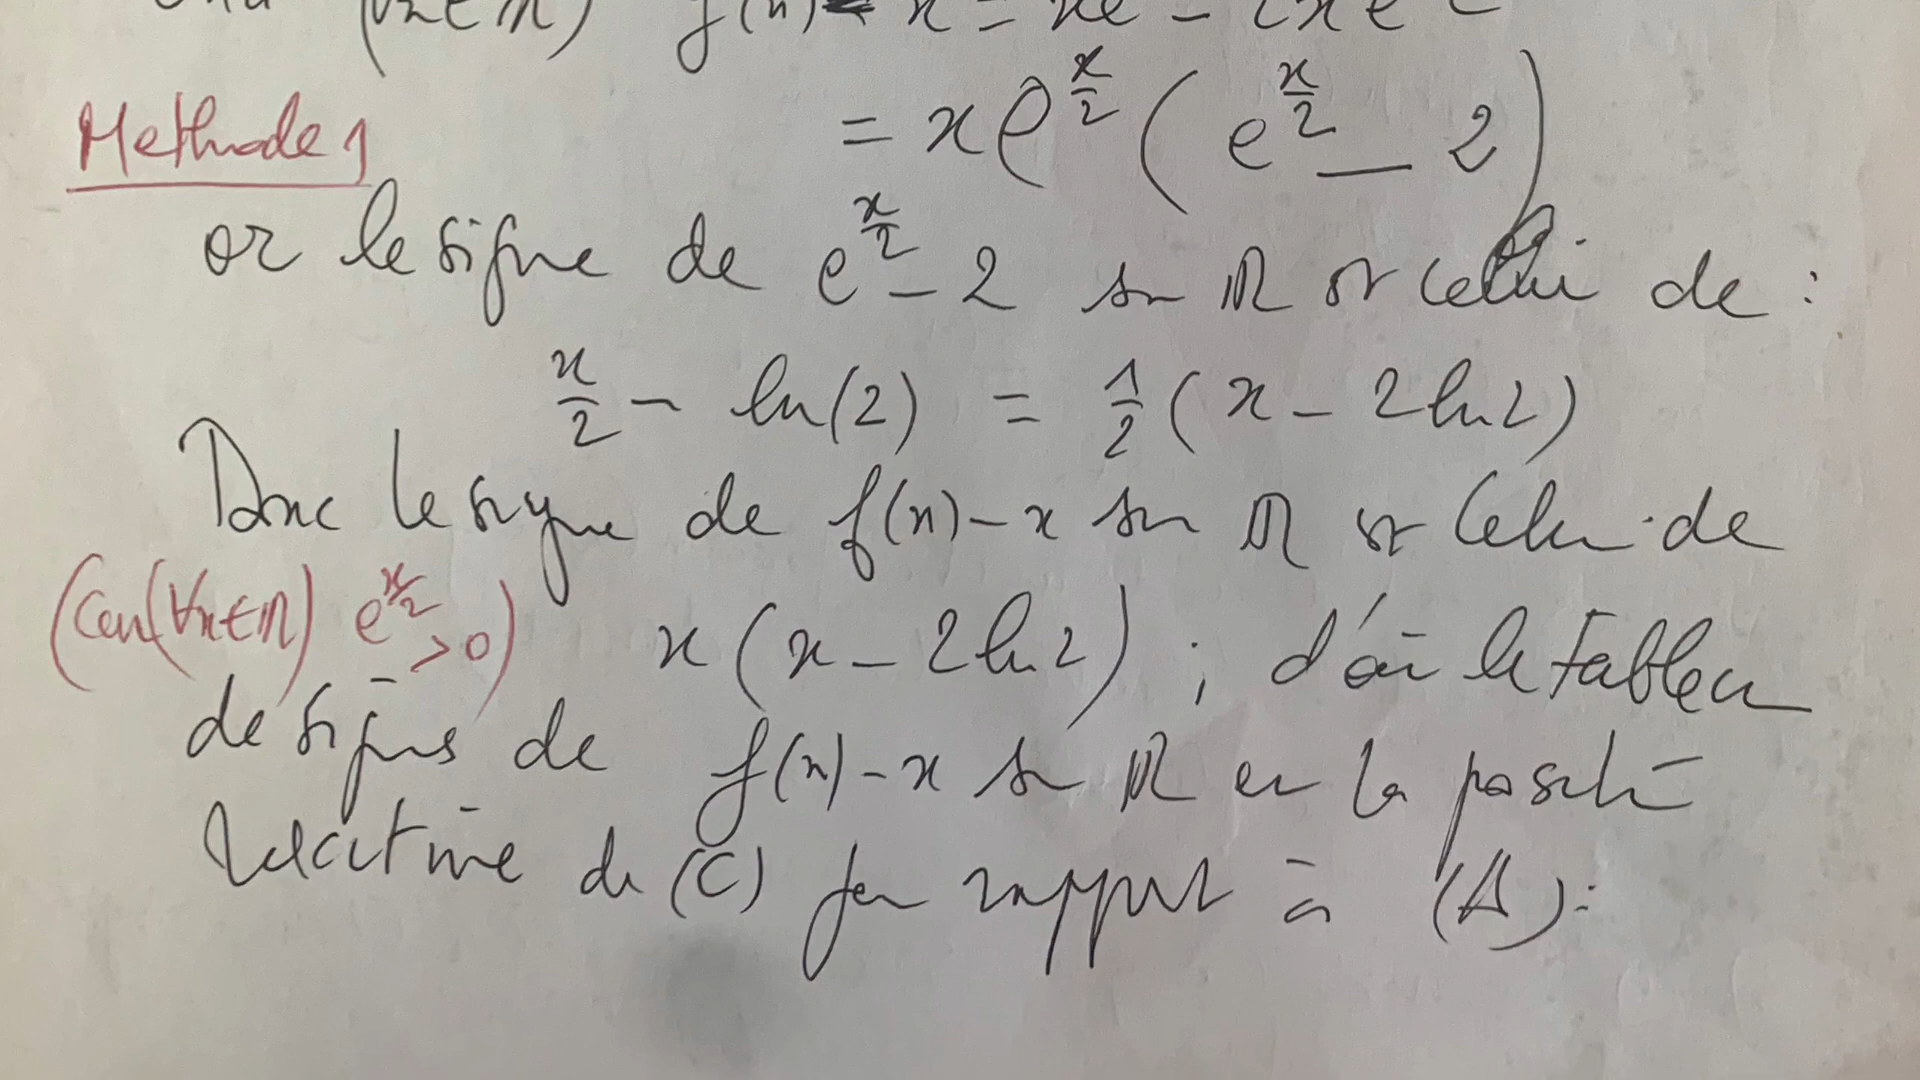 (∀x∈ℝ) f(x) - x = xe - 2xe
Methode 1
= x e^{x/2} ( e^{x/2} - 2 )
or le signe de e^{x/2} - 2 sur ℝ est celui de :
x/2 - ln(2) = 1/2 ( x - 2ln2 )
Donc le signe de f(x) - x sur ℝ est celui de
(Car (∀x∈ℝ) e^{x/2} > 0) x ( x - 2ln2 ) ; d'où le tableau
de signes de f(x) - x sur ℝ et la position
relative de (C) par rapport à (Δ) :